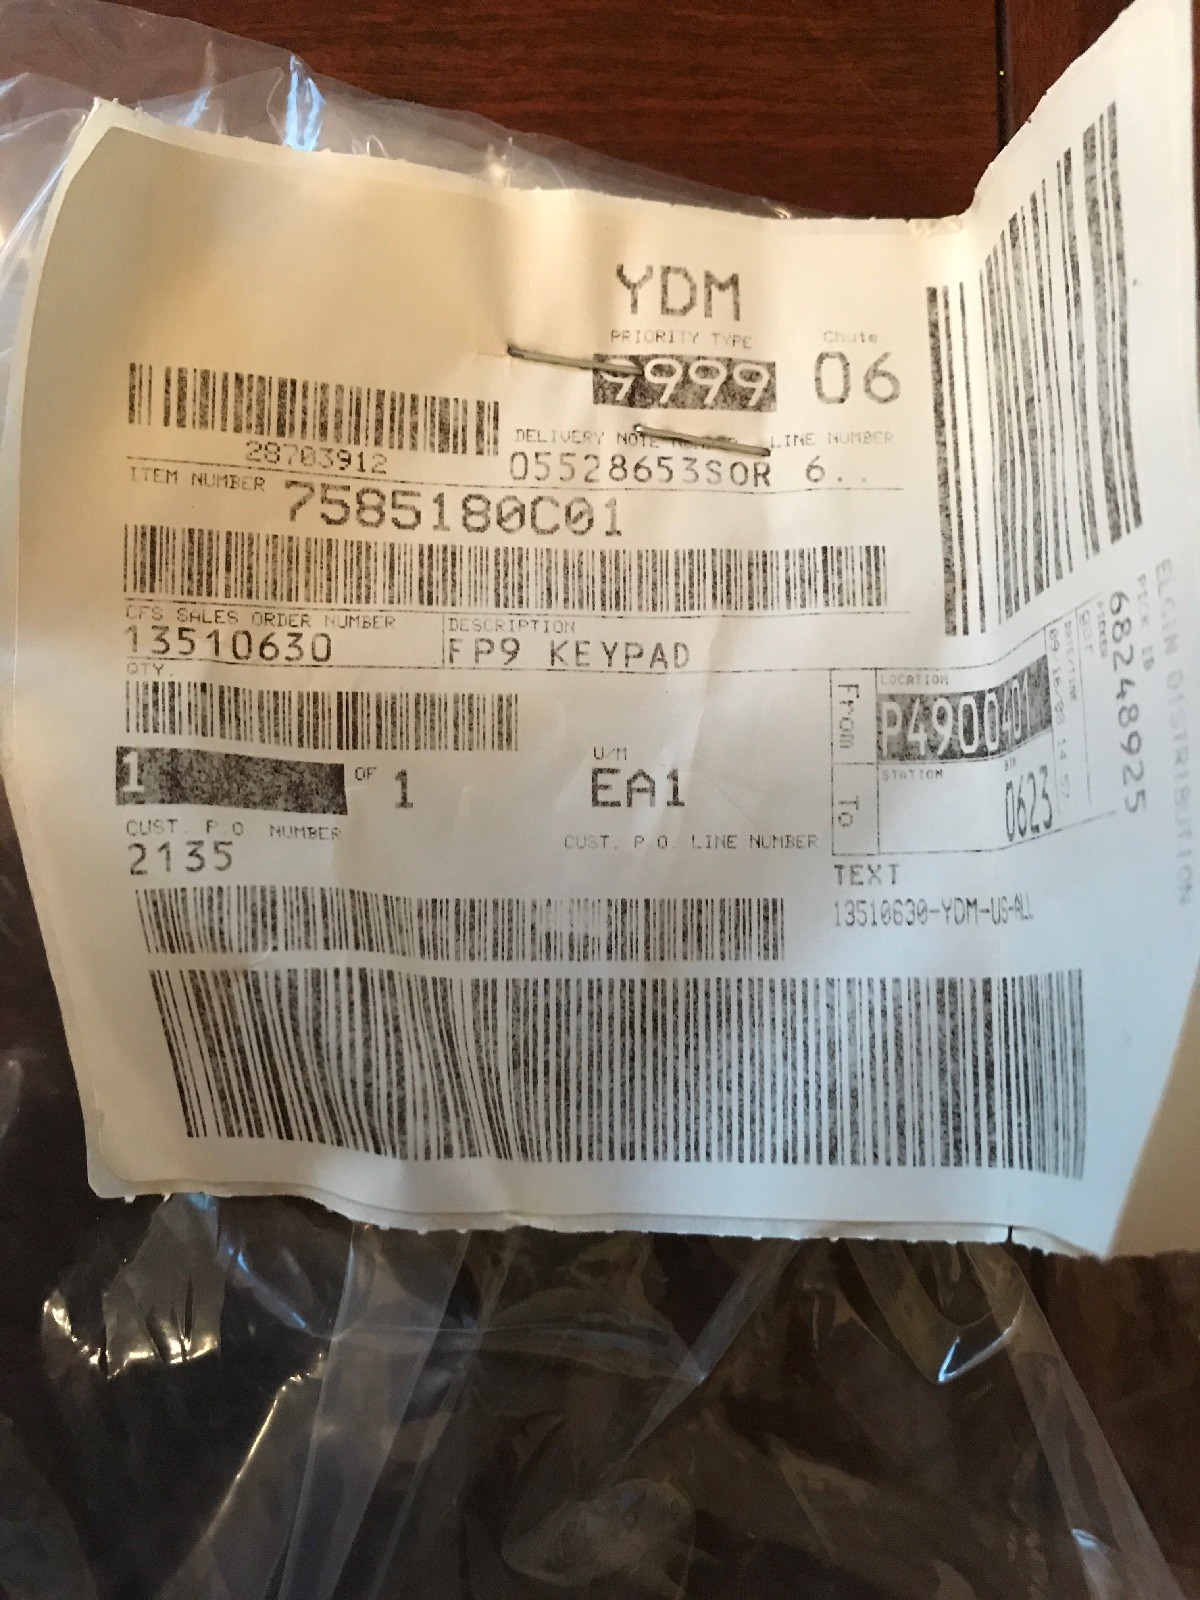 YDM
PRIORITY TYPE
Chute
9999
06
28703912
DELIVERY NOTE LINE NUMBER
05528653SOR 6..
ITEM NUMBER 7585180C01
CFS SALES ORDER NUMBER
13510630
DESCRIPTION
FP9 KEYPAD
QTY.
1 OF 1
U/M
EA1
CUST. P.O NUMBER
2135
CUST. P.O. LINE NUMBER
From
LOCATION
P4900401
To
STATION
0623
TEXT
13510630-YDM-US-ALL
ELGIN DISTRIBUTION
PICK ID
68248925
DATE/TIME